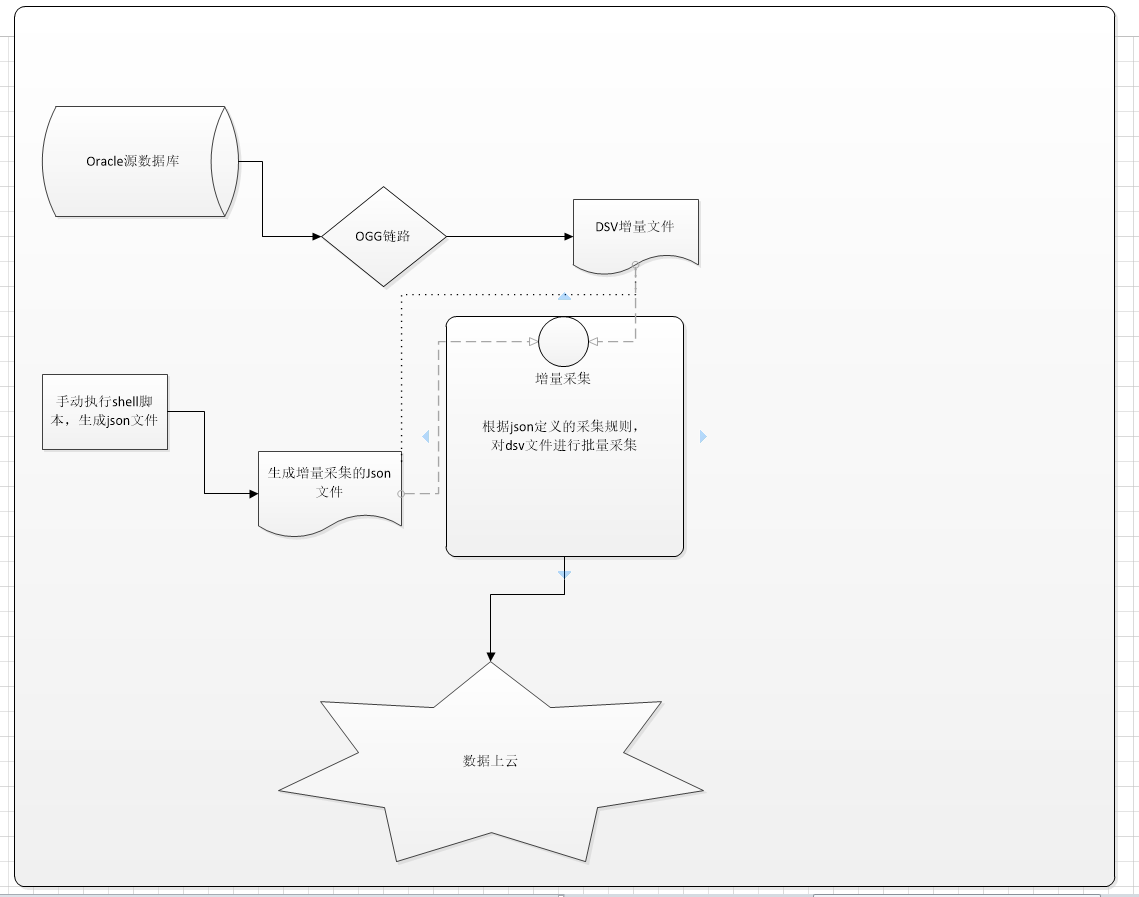 Oracle源数据库
OGG链路
DSV增量文件
增量采集
手动执行shell脚
本，生成json文件
根据json定义的采集规则，
对dsv文件进行批量采集
生成增量采集的Json
文件
数据上云